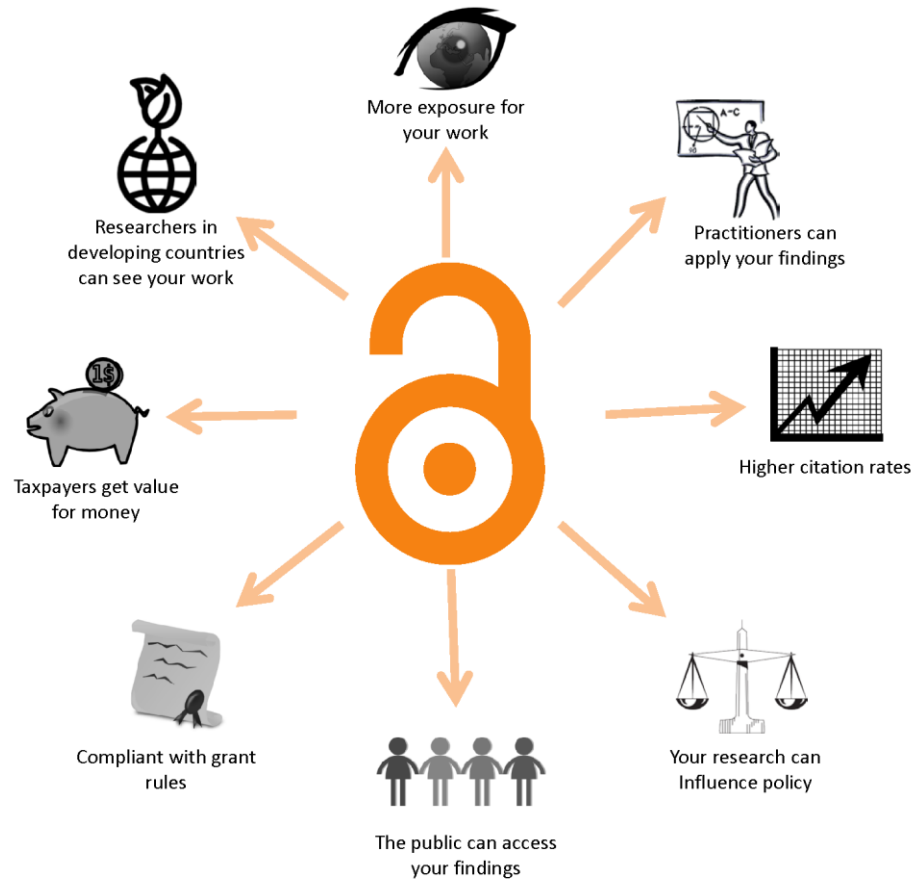 More exposure for
your work
A-C
Practitioners can
apply your findings
Higher citation rates
Your research can
Influence policy
The public can access
your findings
Compliant with grant
rules
1$
Taxpayers get value
for money
Researchers in
developing countries
can see your work